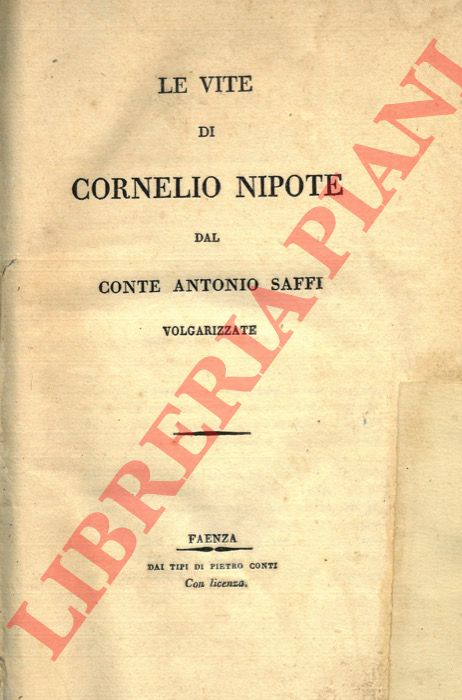 LE VITE
DI
CORNELIO NIPOTE
DAL
CONTE ANTONIO SAFFI
VOLGARIZZATE
FAENZA
DAI TIPI DI PIETRO CONTI
Con licenza.
LIBRERIA PIANI